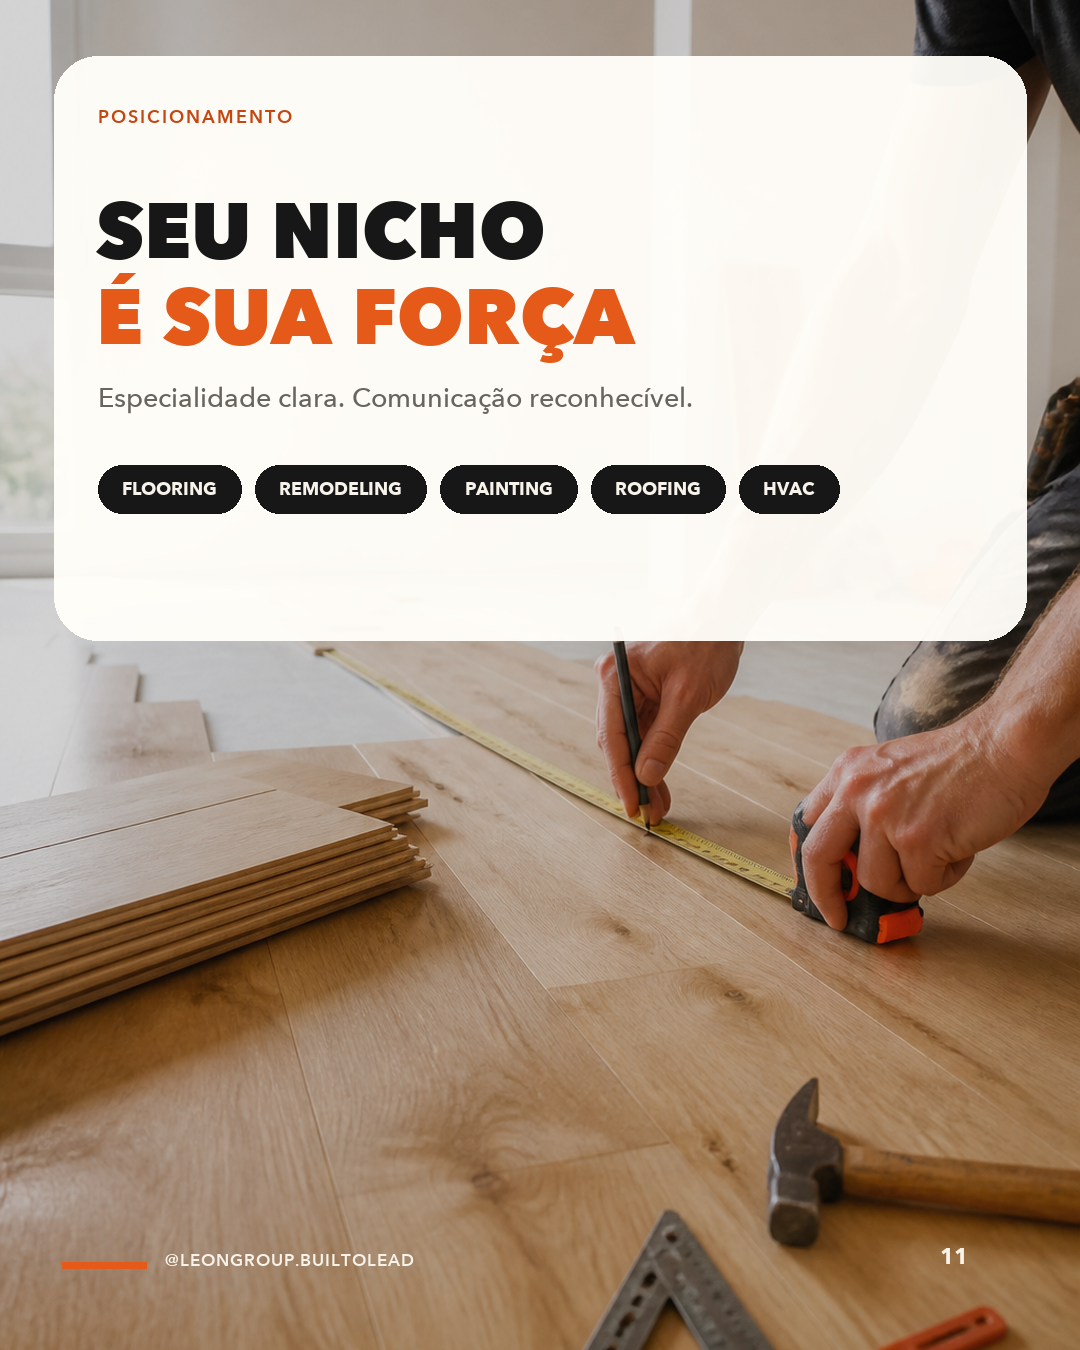 POSICIONAMENTO
SEU NICHO
É SUA FORÇA
Especialidade clara. Comunicação reconhecível.
FLOORING REMODELING PAINTING ROOFING HVAC
@LEONGROUP.BUILTOLEAD
11